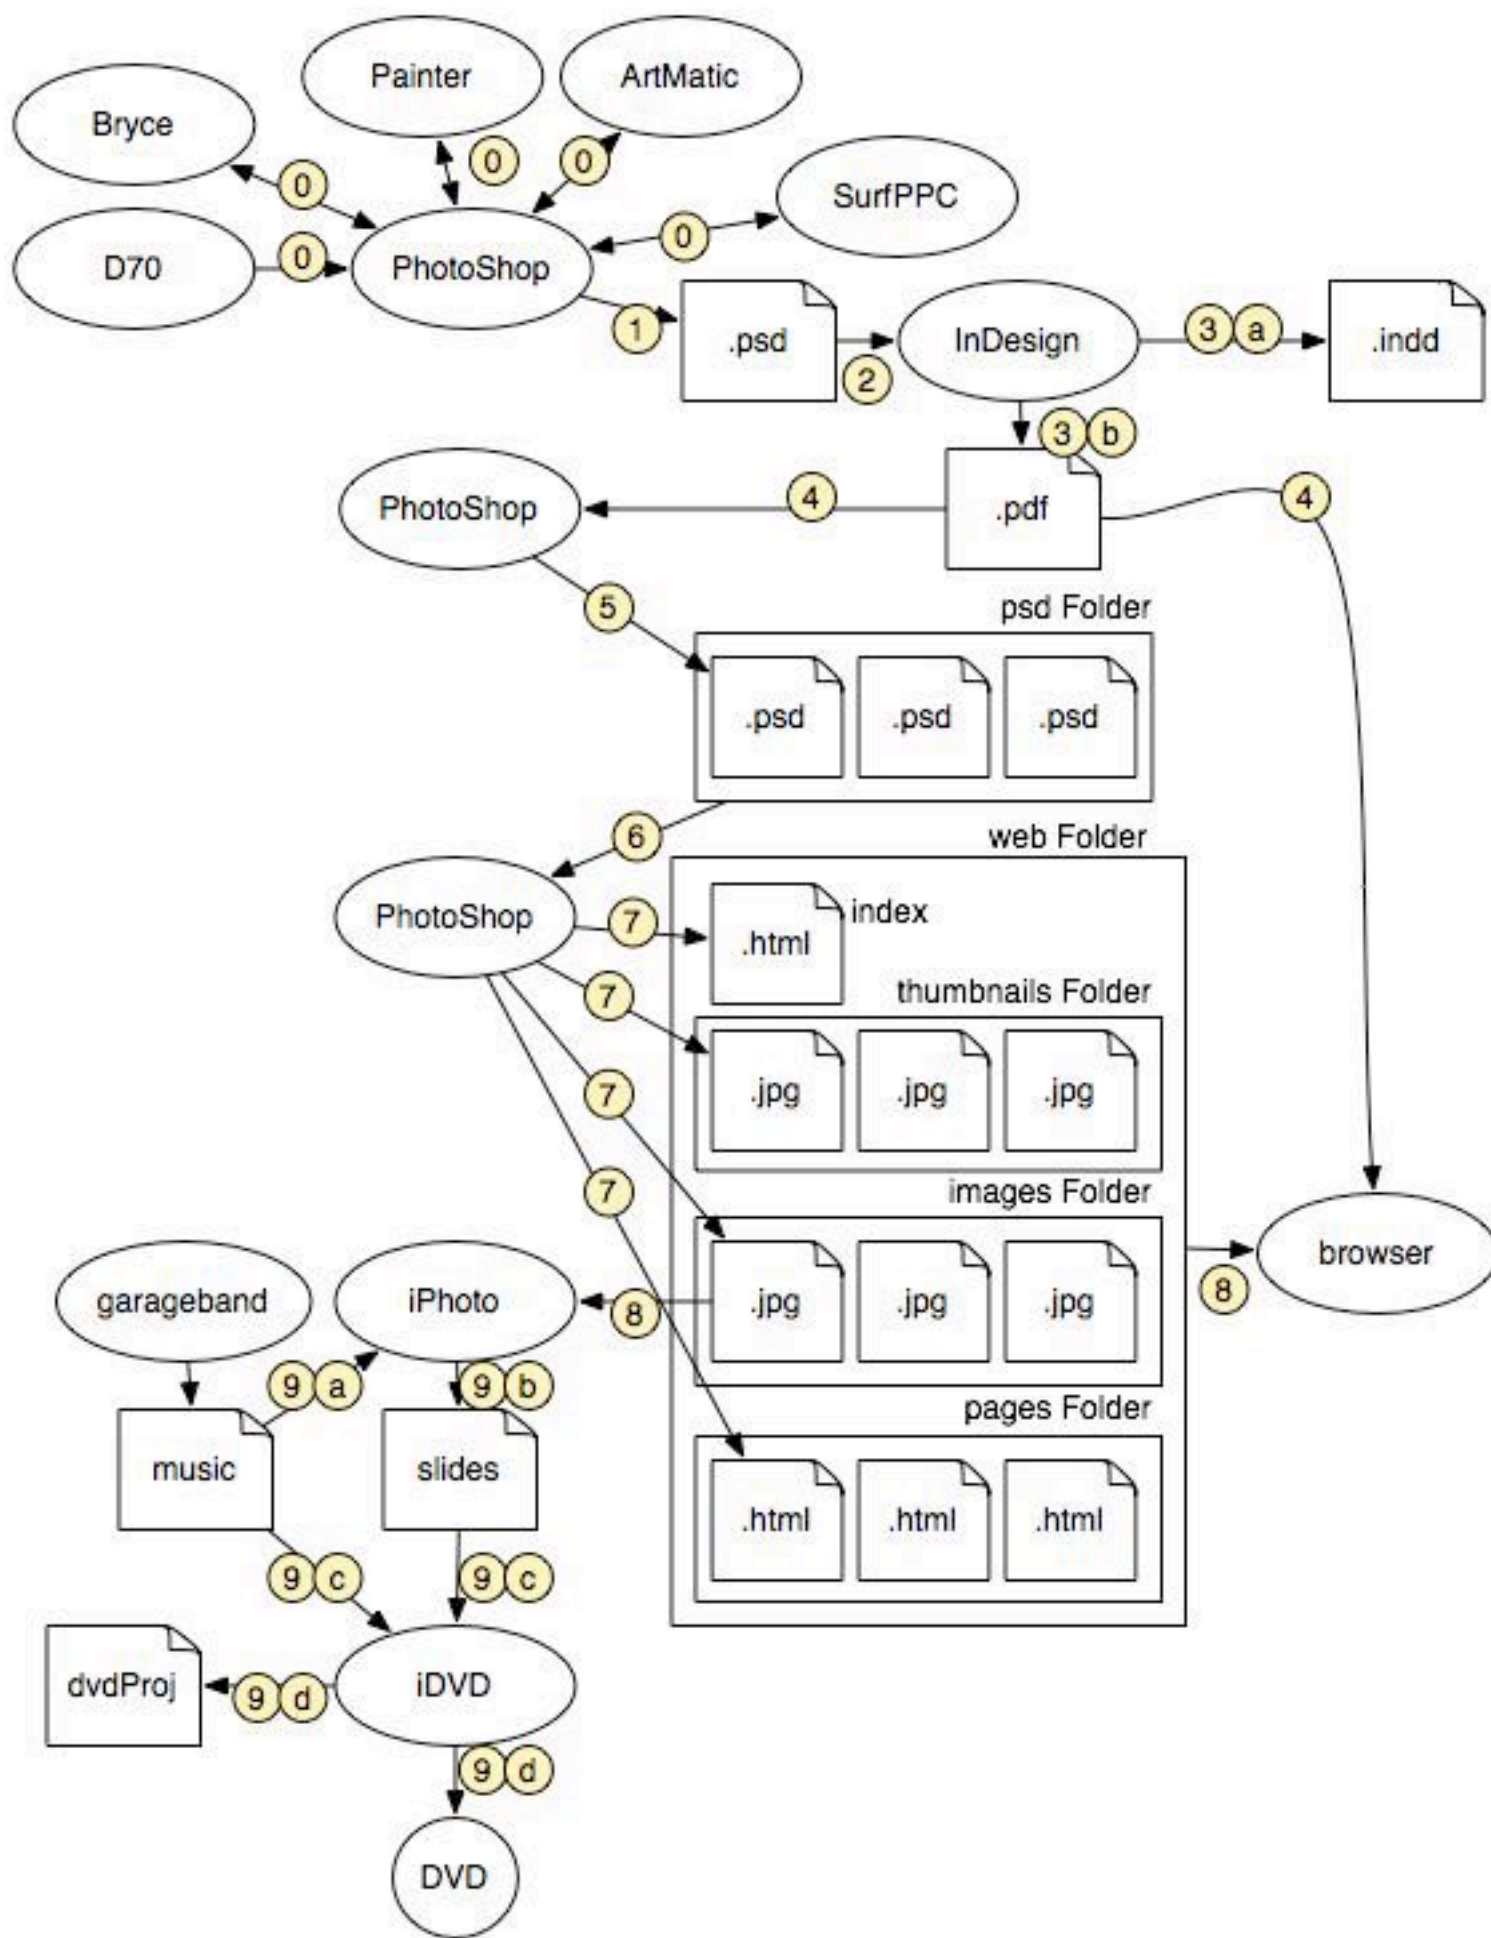 Painter
ArtMatic
Bryce
0
0
0
SurfPPC
D70
0
PhotoShop
0
1
.psd
2
InDesign
3 a
.indd
3 b
PhotoShop
4
.pdf
4
5
psd Folder
.psd
.psd
.psd
6
web Folder
PhotoShop
7
.html
index
7
thumbnails Folder
7
.jpg
.jpg
.jpg
7
images Folder
garageband
iPhoto
8
.jpg
.jpg
.jpg
8
browser
9 a
9 b
pages Folder
music
slides
.html
.html
.html
9 c
9 c
dvdProj
9 d
iDVD
9 d
DVD